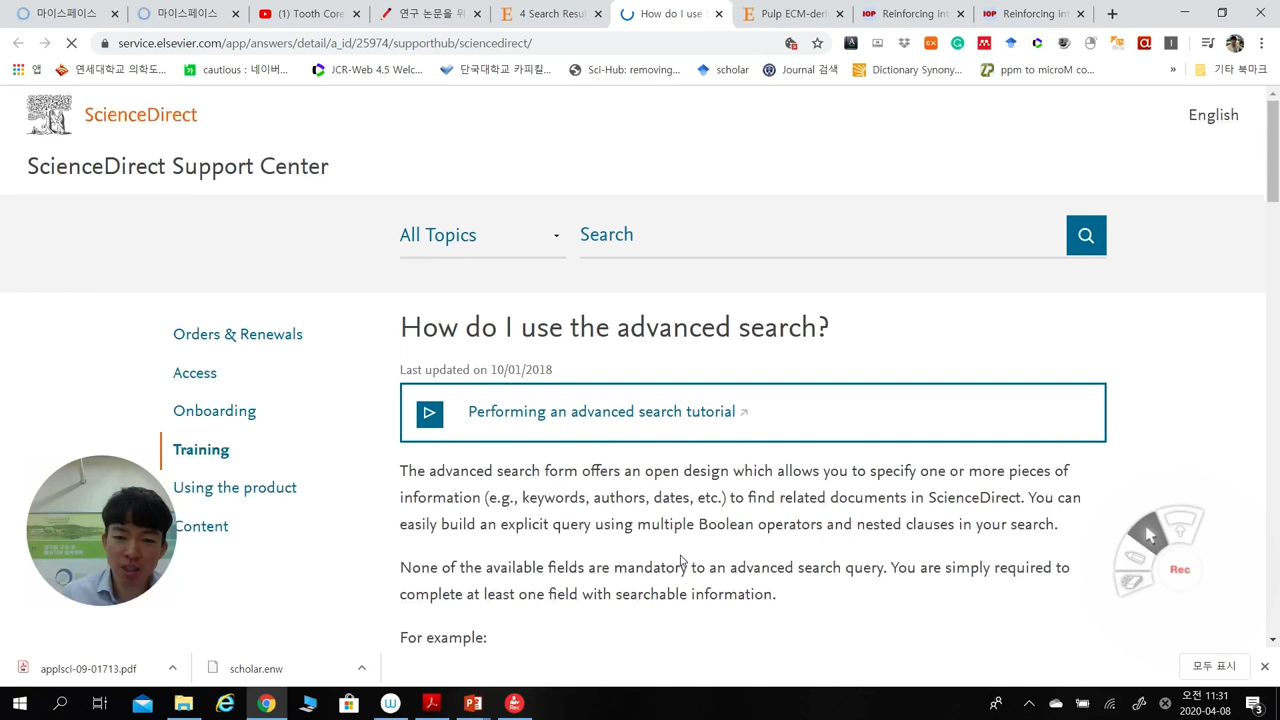 마이스페이스
마이스페이스
(1) Tooth Core
연구 논문을 위
4 Search Resu
How do I use t
Pulp ECM-deri
Reinforcing Int
Reinforcing Int
service.elsevier.com/app/answers/detail/a_id/25974/supporthub/sciencedirect/
앱
연세대학교 의학도...
cautious : 네이버...
JCR-Web 4.5 Welc...
단국대학교 카피킬...
Sci-Hub: removing...
scholar
Journal 검색
Dictionary Synony...
ppm to microM co...
»
기타 북마크
ScienceDirect
English
ScienceDirect Support Center
All Topics
Search
Orders & Renewals
Access
Onboarding
Training
Using the product
Content
How do I use the advanced search?
Last updated on 10/01/2018
Performing an advanced search tutorial
The advanced search form offers an open design which allows you to specify one or more pieces of
information (e.g., keywords, authors, dates, etc.) to find related documents in ScienceDirect. You can
easily build an explicit query using multiple Boolean operators and nested clauses in your search.
None of the available fields are mandatory to an advanced search query. You are simply required to
complete at least one field with searchable information.
For example:
Rec
applsci-09-01713.pdf
scholar.enw
모두 표시
오전 11:31
2020-04-08
3